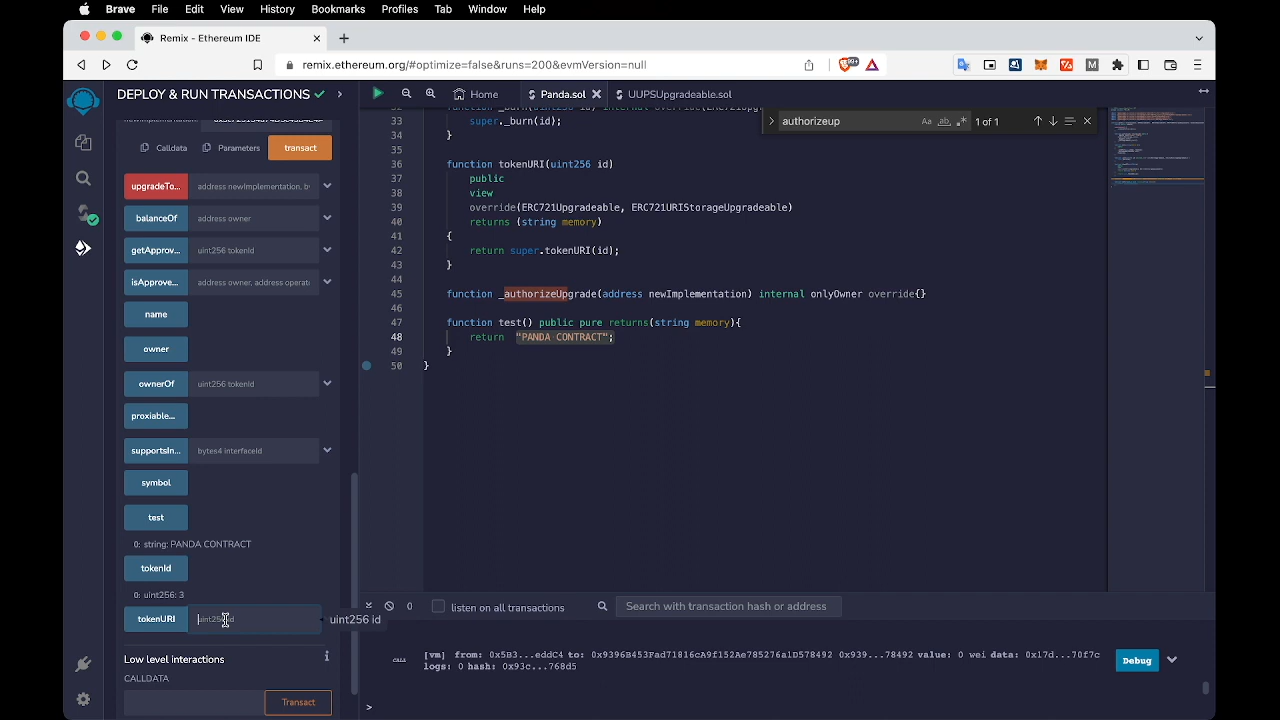 Brave File Edit View History Bookmarks Profiles Tab Window Help
Remix - Ethereum IDE
remix.ethereum.org/#optimize=false&runs=200&evmVersion=null
99+
DEPLOY & RUN TRANSACTIONS
Home Panda.sol UUPSUpgradeable.sol
authorizeup Aa ab 1 of 1
33 super._burn(id);
34 }
35
36 function tokenURI(uint256 id)
37 public
38 view
39 override(ERC721Upgradeable, ERC721URIStorageUpgradeable)
40 returns (string memory)
41 {
42 return super.tokenURI(id);
43 }
44
45 function _authorizeUpgrade(address newImplementation) internal onlyOwner override{}
46
47 function test() public pure returns(string memory){
48 return "PANDA CONTRACT";
49 }
50 }
Calldata Parameters transact
upgradeTo... address newImplementation, by
balanceOf address owner
getApprov... uint256 tokenId
isApprove... address owner, address operato
name
owner
ownerOf uint256 tokenId
proxiable...
supportsIn... bytes4 interfaceId
symbol
test
0: string: PANDA CONTRACT
tokenId
0: uint256: 3
tokenURI uint256 id
uint256 id
Low level interactions i
CALLDATA
Transact
0 listen on all transactions Search with transaction hash or address
CALL [vm] from: 0x5B3...eddC4 to: 0x9396B453Fad71816cA9f152Ae785276a1D578492 0x939...78492 value: 0 wei data: 0x17d...70f7c
logs: 0 hash: 0x93c...768d5
Debug
>